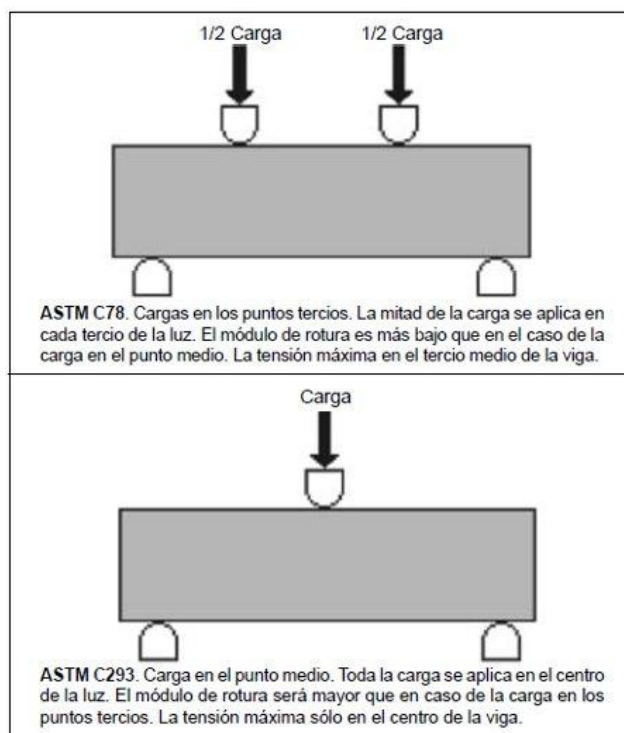 1/2 Carga 1/2 Carga
ASTM C78. Cargas en los puntos tercios. La mitad de la carga se aplica en
cada tercio de la luz. El módulo de rotura es más bajo que en el caso de la
carga en el punto medio. La tensión máxima en el tercio medio de la viga.
Carga
ASTM C293. Carga en el punto medio. Toda la carga se aplica en el centro
de la luz. El módulo de rotura será mayor que en caso de la carga en los
puntos tercios. La tensión máxima sólo en el centro de la viga.